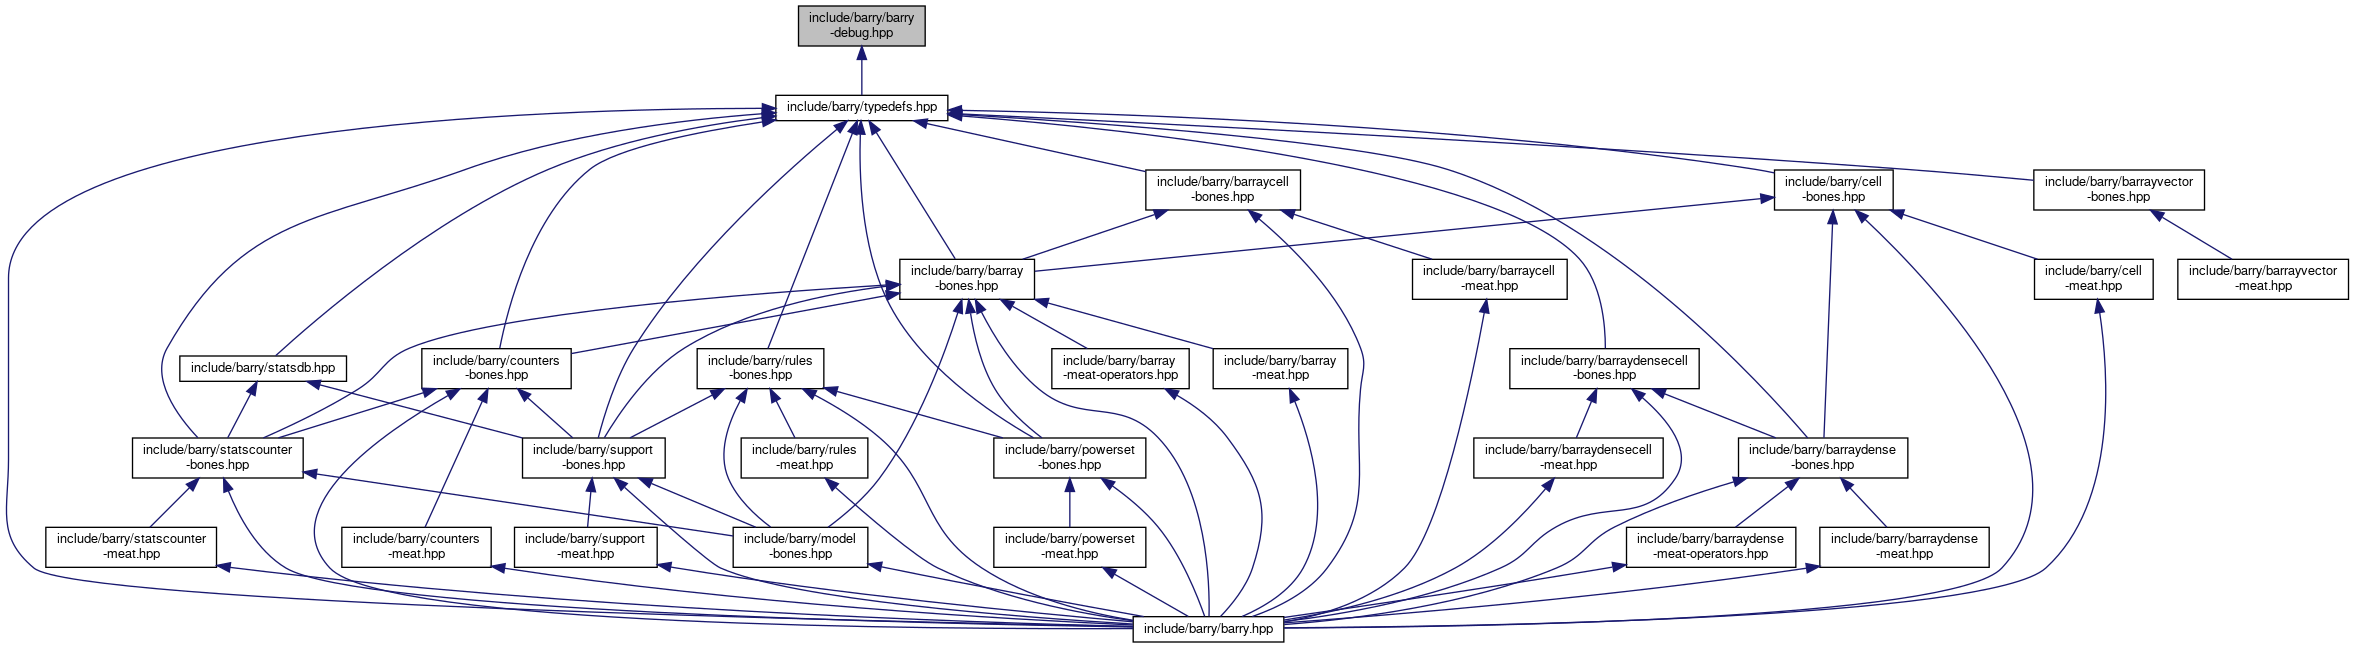 include/barry/barry
-debug.hpp
include/barry/typedefs.hpp
include/barry/barraycell
-bones.hpp
include/barry/cell
-bones.hpp
include/barry/barrayvector
-bones.hpp
include/barry/barray
-bones.hpp
include/barry/barraycell
-meat.hpp
include/barry/cell
-meat.hpp
include/barry/barrayvector
-meat.hpp
include/barry/statsdb.hpp
include/barry/counters
-bones.hpp
include/barry/rules
-bones.hpp
include/barry/barray
-meat-operators.hpp
include/barry/barray
-meat.hpp
include/barry/barraydensecell
-bones.hpp
include/barry/statscounter
-bones.hpp
include/barry/support
-bones.hpp
include/barry/rules
-meat.hpp
include/barry/powerset
-bones.hpp
include/barry/barraydensecell
-meat.hpp
include/barry/barraydense
-bones.hpp
include/barry/statscounter
-meat.hpp
include/barry/counters
-meat.hpp
include/barry/support
-meat.hpp
include/barry/model
-bones.hpp
include/barry/powerset
-meat.hpp
include/barry/barraydense
-meat-operators.hpp
include/barry/barraydense
-meat.hpp
include/barry/barry.hpp